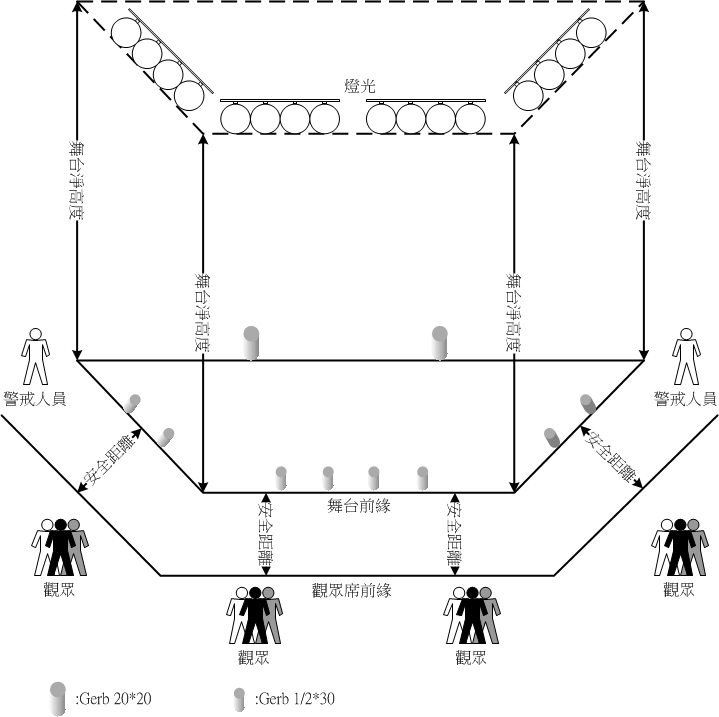 燈光
舞台淨高度
舞台淨高度
舞台淨高度
舞台淨高度
警戒人員
警戒人員
安全距離
安全距離
舞台前緣
安全距離
安全距離
觀眾
觀眾席前緣
觀眾
觀眾
觀眾
:Gerb 20*20
:Gerb 1/2*30